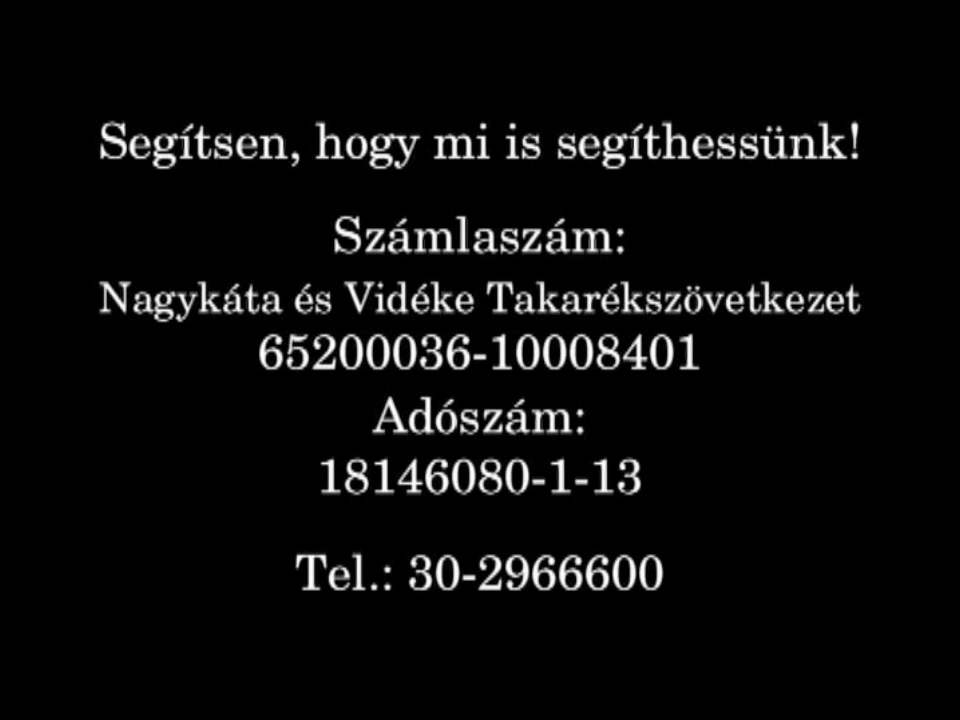 Segítsen, hogy mi is segíthessünk!
Számlaszám:
Nagykáta és Vidéke Takarékszövetkezet
65200036-10008401
Adószám:
18146080-1-13
Tel.: 30-2966600